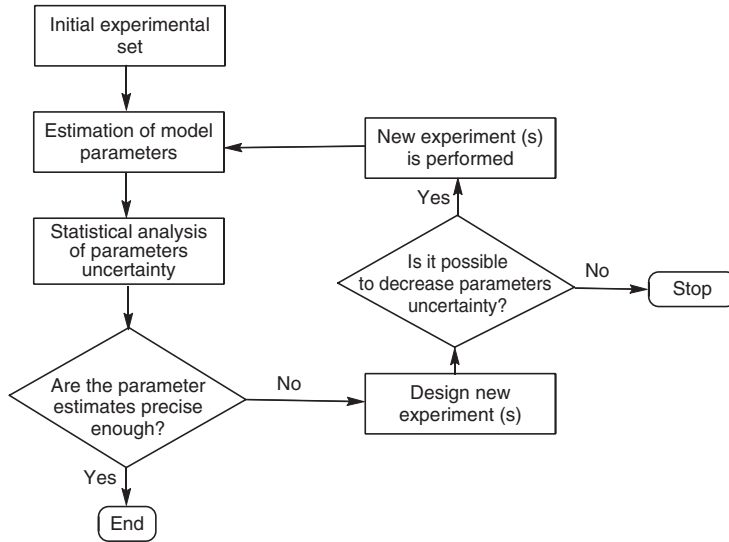 Initial experimental
set
Estimation of model
parameters
Statistical analysis
of parameters
uncertainty
Are the parameter
estimates precise
enough?
Yes
End
No
Design new
experiment (s)
Is it possible
to decrease parameters
uncertainty?
No
Stop
Yes
New experiment (s)
is performed